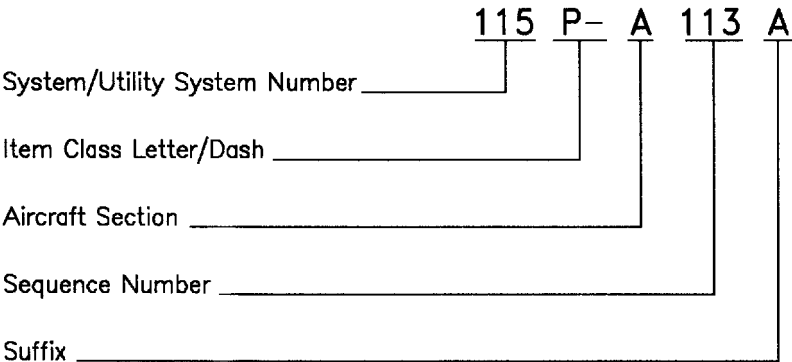 115 P- A 113 A
System/Utility System Number
Item Class Letter/Dash
Aircraft Section
Sequence Number
Suffix